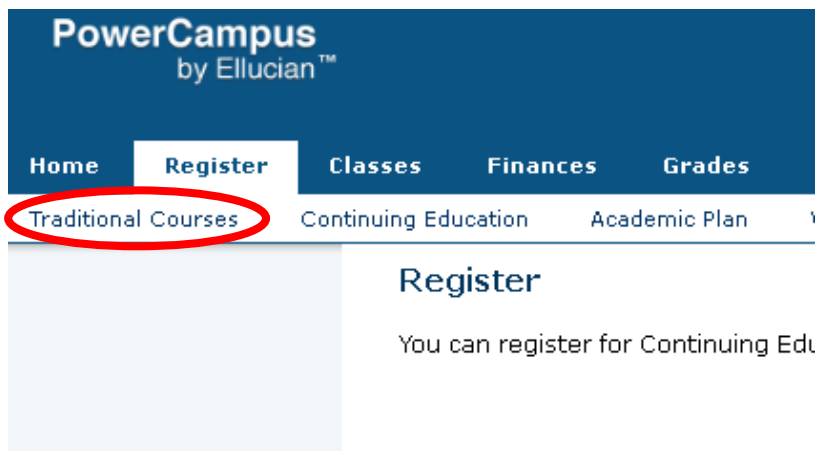 PowerCampus
by Ellucian™
Home Register Classes Finances Grades
Traditional Courses Continuing Education Academic Plan
Register
You can register for Continuing